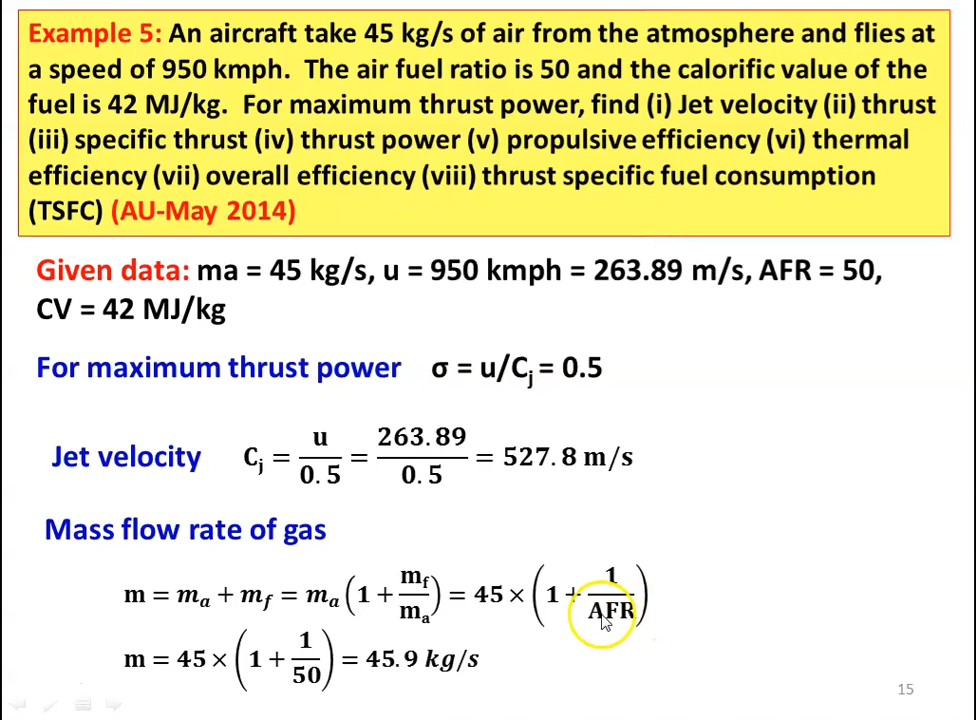 Example 5: An aircraft take 45 kg/s of air from the atmosphere and flies at
a speed of 950 kmph. The air fuel ratio is 50 and the calorific value of the
fuel is 42 MJ/kg. For maximum thrust power, find (i) Jet velocity (ii) thrust
(iii) specific thrust (iv) thrust power (v) propulsive efficiency (vi) thermal
efficiency (vii) overall efficiency (viii) thrust specific fuel consumption
(TSFC) (AU-May 2014)
Given data: ma = 45 kg/s, u = 950 kmph = 263.89 m/s, AFR = 50,
CV = 42 MJ/kg
For maximum thrust power σ = u/Cj = 0.5
Jet velocity Cj = u/0.5 = 263.89/0.5 = 527.8 m/s
Mass flow rate of gas
m = ma + mf = ma (1 + mf/ma) = 45 × (1 + 1/AFR)
m = 45 × (1 + 1/50) = 45.9 kg/s
15